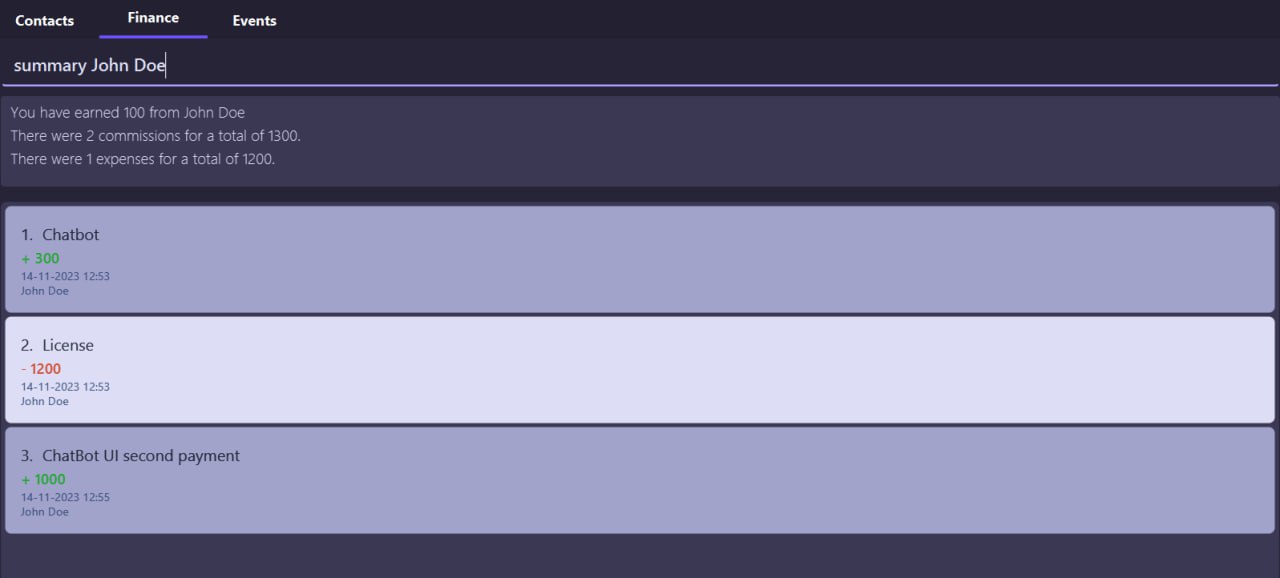 Contacts Finance Events
summary John Doe
You have earned 100 from John Doe
There were 2 commissions for a total of 1300.
There were 1 expenses for a total of 1200.
1. Chatbot
+ 300
14-11-2023 12:53
John Doe
2. License
- 1200
14-11-2023 12:53
John Doe
3. ChatBot UI second payment
+ 1000
14-11-2023 12:55
John Doe